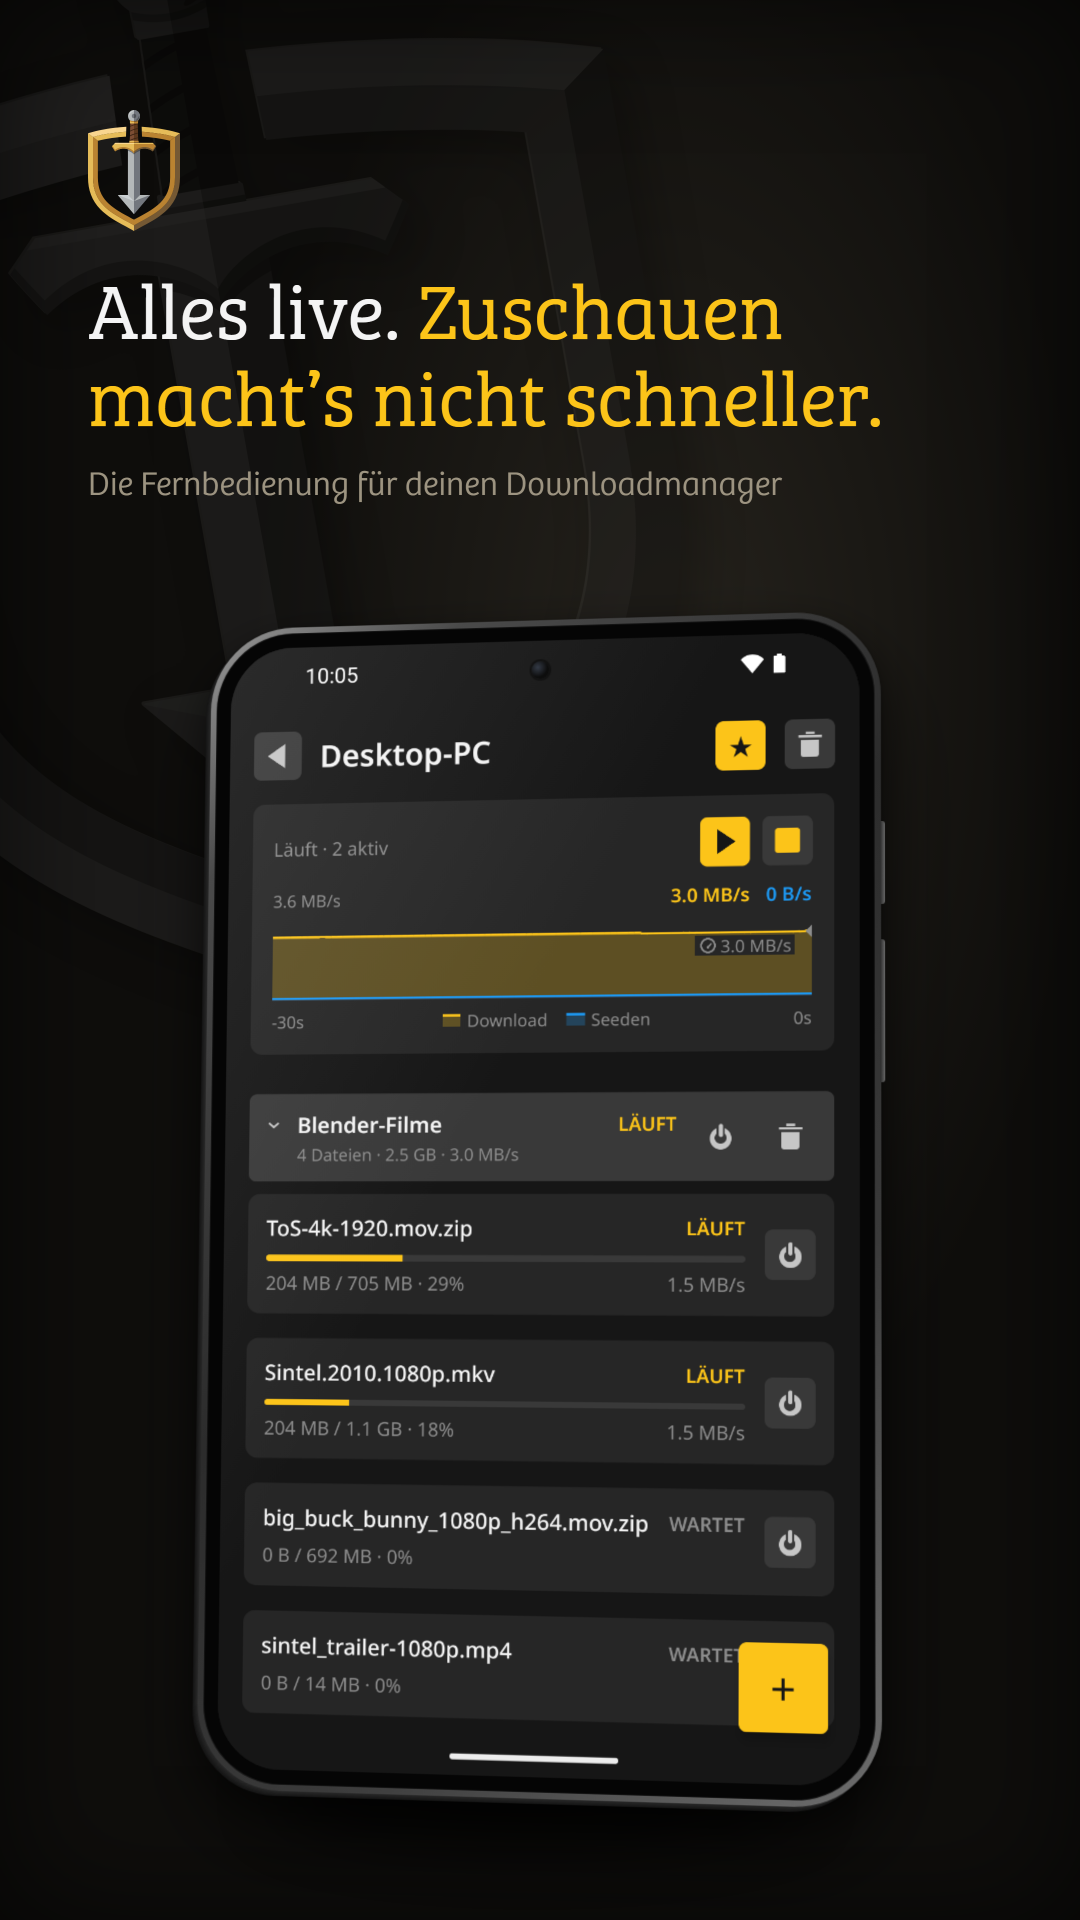 Alles live. Zuschauen
macht’s nicht schneller.
Die Fernbedienung für deinen Downloadmanager
10:05
Desktop-PC
Läuft · 2 aktiv
3.6 MB/s
3.0 MB/s 0 B/s
3.0 MB/s
-30s Download Seeden 0s
Blender-Filme LÄUFT
4 Dateien · 2.5 GB · 3.0 MB/s
ToS-4k-1920.mov.zip LÄUFT
204 MB / 705 MB · 29% 1.5 MB/s
Sintel.2010.1080p.mkv LÄUFT
204 MB / 1.1 GB · 18% 1.5 MB/s
big_buck_bunny_1080p_h264.mov.zip WARTET
0 B / 692 MB · 0%
sintel_trailer-1080p.mp4 WARTET
0 B / 14 MB · 0%
+